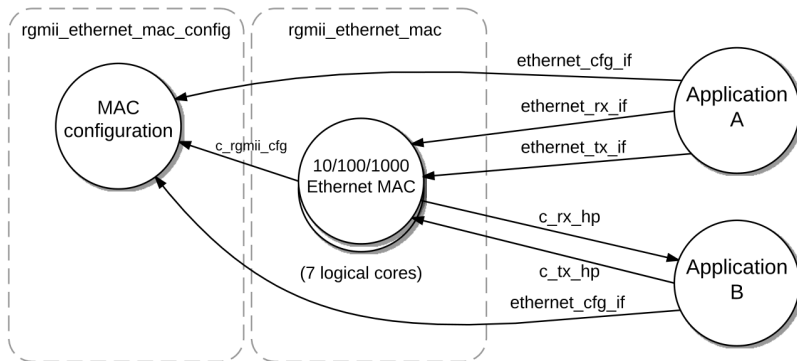 rgmii_ethernet_mac_config
rgmii_ethernet_mac
ethernet_cfg_if
MAC
configuration
ethernet_rx_if
Application
A
c_rgmii_cfg
10/100/1000
Ethernet MAC
ethernet_tx_if
c_rx_hp
(7 logical cores)
c_tx_hp
Application
B
ethernet_cfg_if